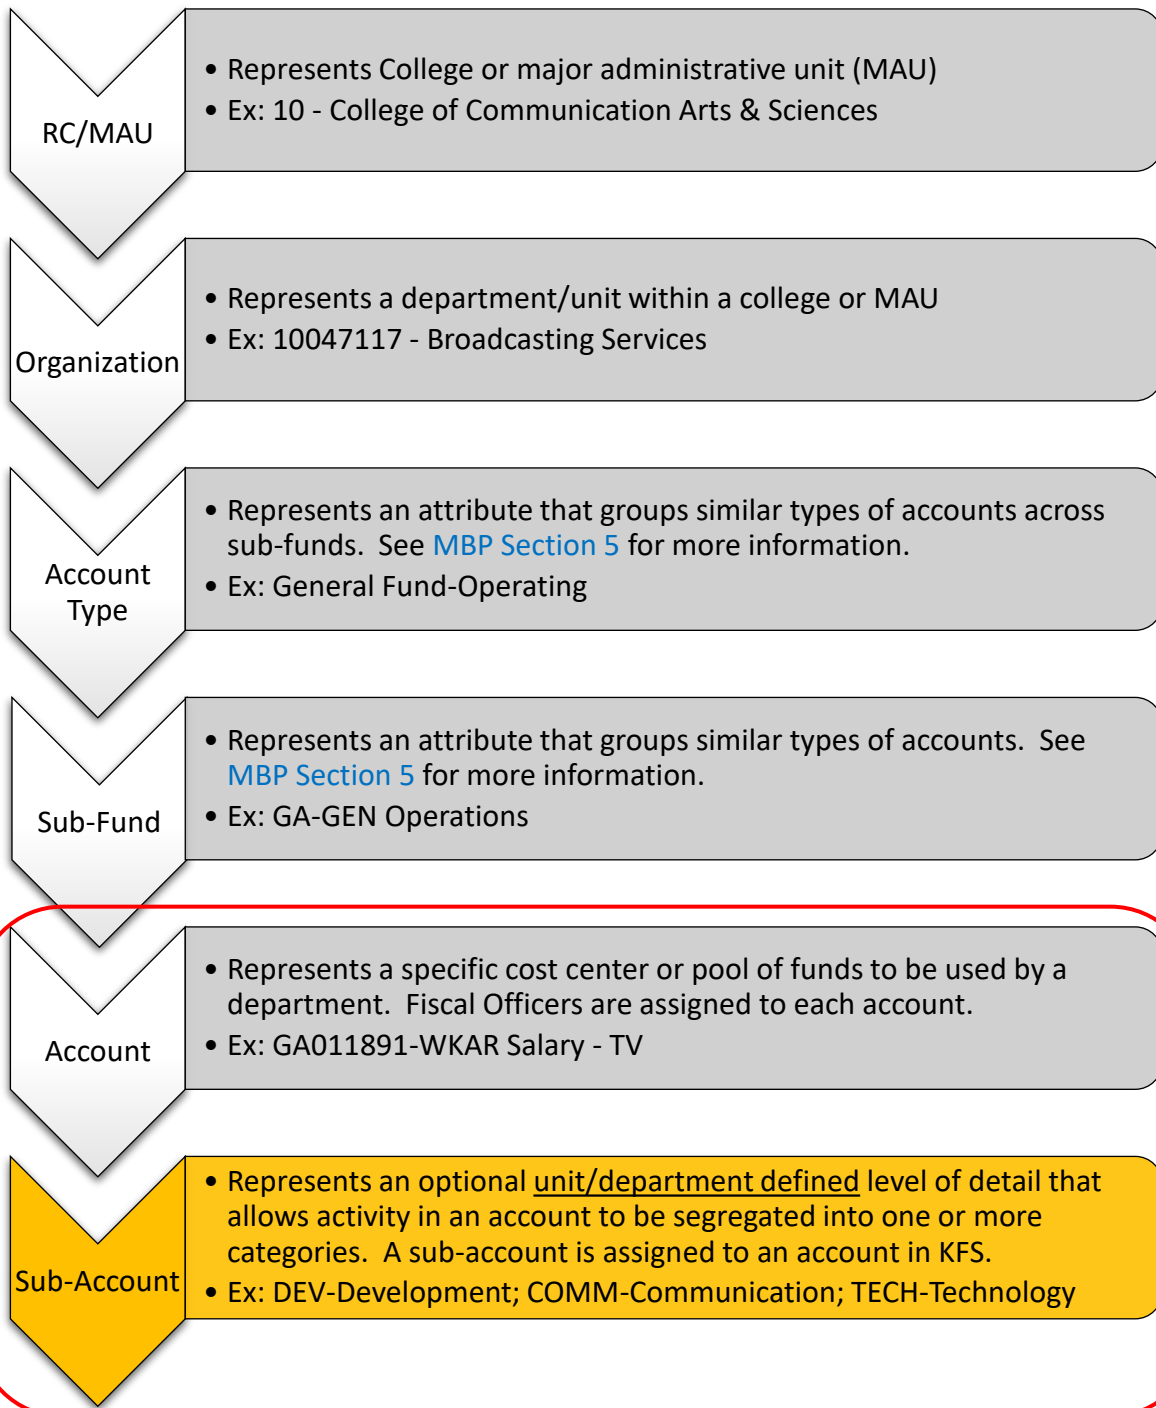 RC/MAU
• Represents College or major administrative unit (MAU)
• Ex: 10 - College of Communication Arts & Sciences
Organization
• Represents a department/unit within a college or MAU
• Ex: 10047117 - Broadcasting Services
Account
Type
• Represents an attribute that groups similar types of accounts across
sub-funds.  See MBP Section 5 for more information.
• Ex: General Fund-Operating
Sub-Fund
• Represents an attribute that groups similar types of accounts.  See
MBP Section 5 for more information.
• Ex: GA-GEN Operations
Account
• Represents a specific cost center or pool of funds to be used by a
department.  Fiscal Officers are assigned to each account.
• Ex: GA011891-WKAR Salary - TV
Sub-Account
• Represents an optional unit/department defined level of detail that
allows activity in an account to be segregated into one or more
categories.  A sub-account is assigned to an account in KFS.
• Ex: DEV-Development; COMM-Communication; TECH-Technology